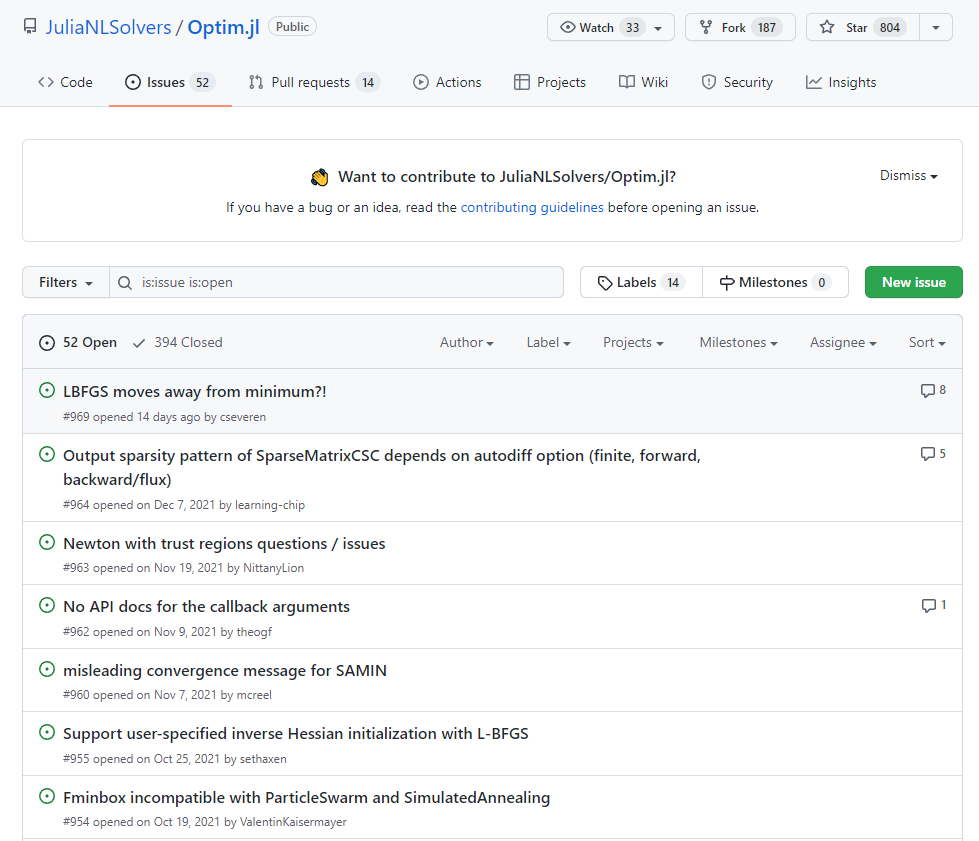 JuliaNLSolvers / Optim.jl Public Watch 33 Fork 187 Star 804
Code Issues 52 Pull requests 14 Actions Projects Wiki Security Insights
Want to contribute to JuliaNLSolvers/Optim.jl? Dismiss
If you have a bug or an idea, read the contributing guidelines before opening an issue.
Filters is:issue is:open Labels 14 Milestones 0 New issue
52 Open 394 Closed Author Label Projects Milestones Assignee Sort
LBFGS moves away from minimum?! 8
#969 opened 14 days ago by cseveren
Output sparsity pattern of SparseMatrixCSC depends on autodiff option (finite, forward, 5
backward/flux)
#964 opened on Dec 7, 2021 by learning-chip
Newton with trust regions questions / issues
#963 opened on Nov 19, 2021 by NittanyLion
No API docs for the callback arguments 1
#962 opened on Nov 9, 2021 by theogf
misleading convergence message for SAMIN
#960 opened on Nov 7, 2021 by mcreel
Support user-specified inverse Hessian initialization with L-BFGS
#955 opened on Oct 25, 2021 by sethaxen
Fminbox incompatible with ParticleSwarm and SimulatedAnnealing
#954 opened on Oct 19, 2021 by ValentinKaisermayer